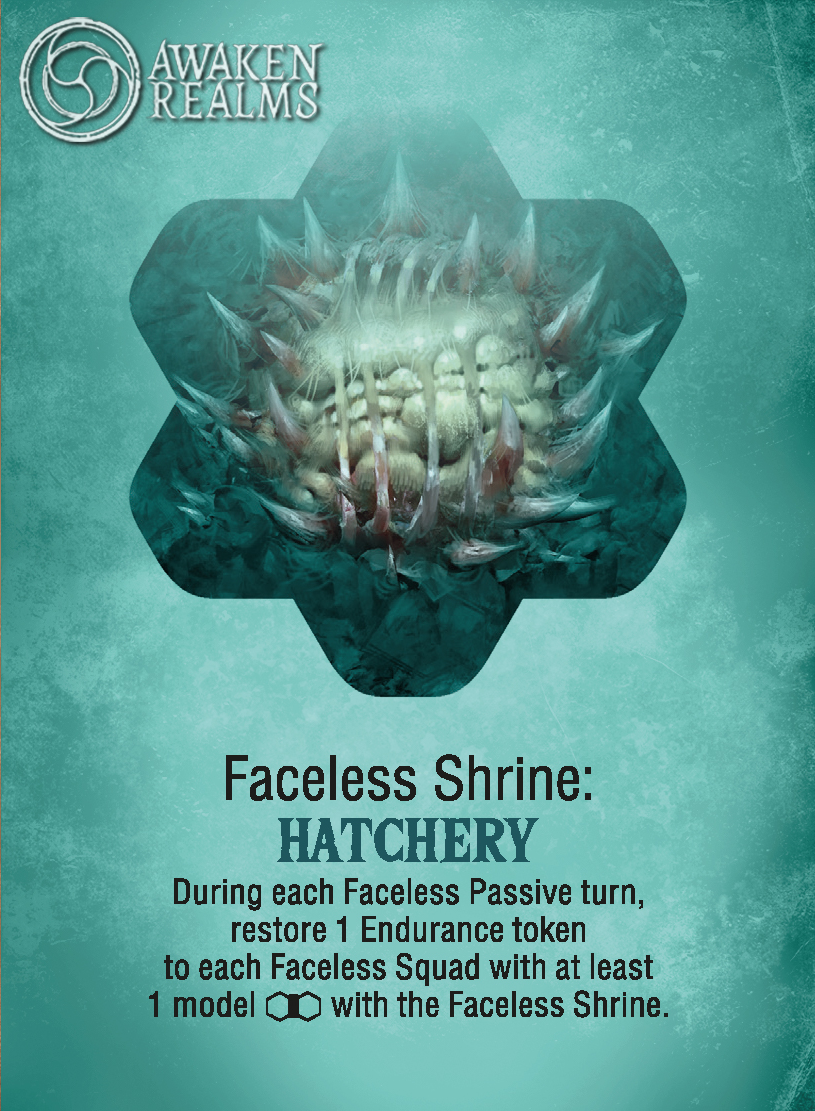 AWAKEN
REALMS
Faceless Shrine:
HATCHERY
During each Faceless Passive turn,
restore 1 Endurance token
to each Faceless Squad with at least
1 model with the Faceless Shrine.